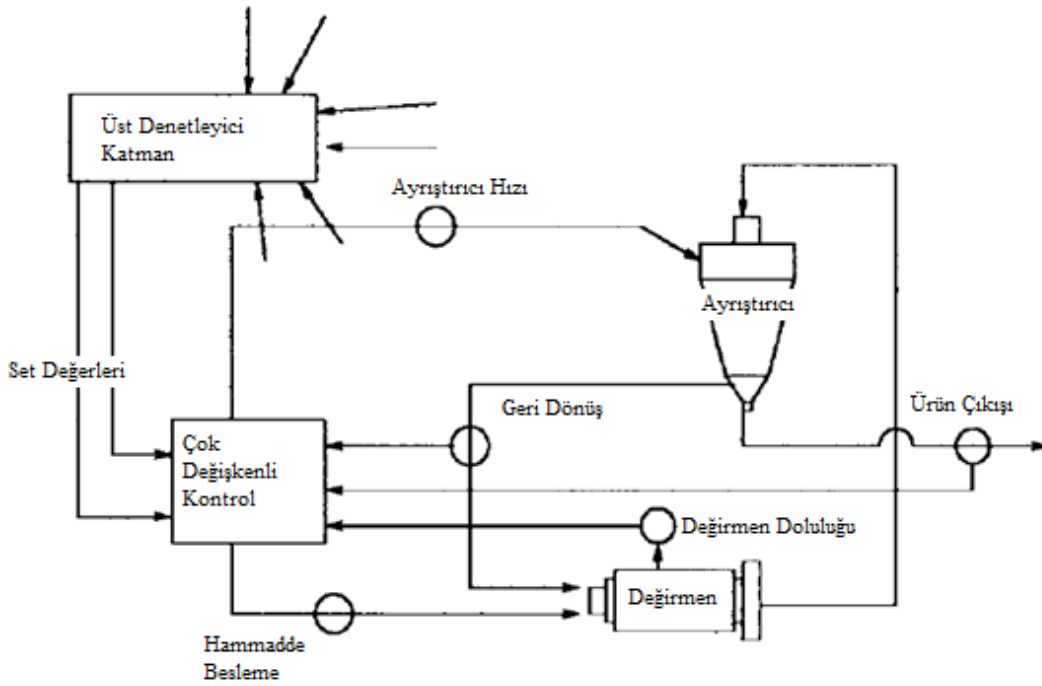 Üst Denetleyici
Katman
Ayrıştırıcı Hızı
Ayrıştırıcı
Set Değerleri
Geri Dönüş
Ürün Çıkışı
Çok
Değişkenli
Kontrol
Değirmen Doluluğu
Değirmen
Hammadde
Besleme